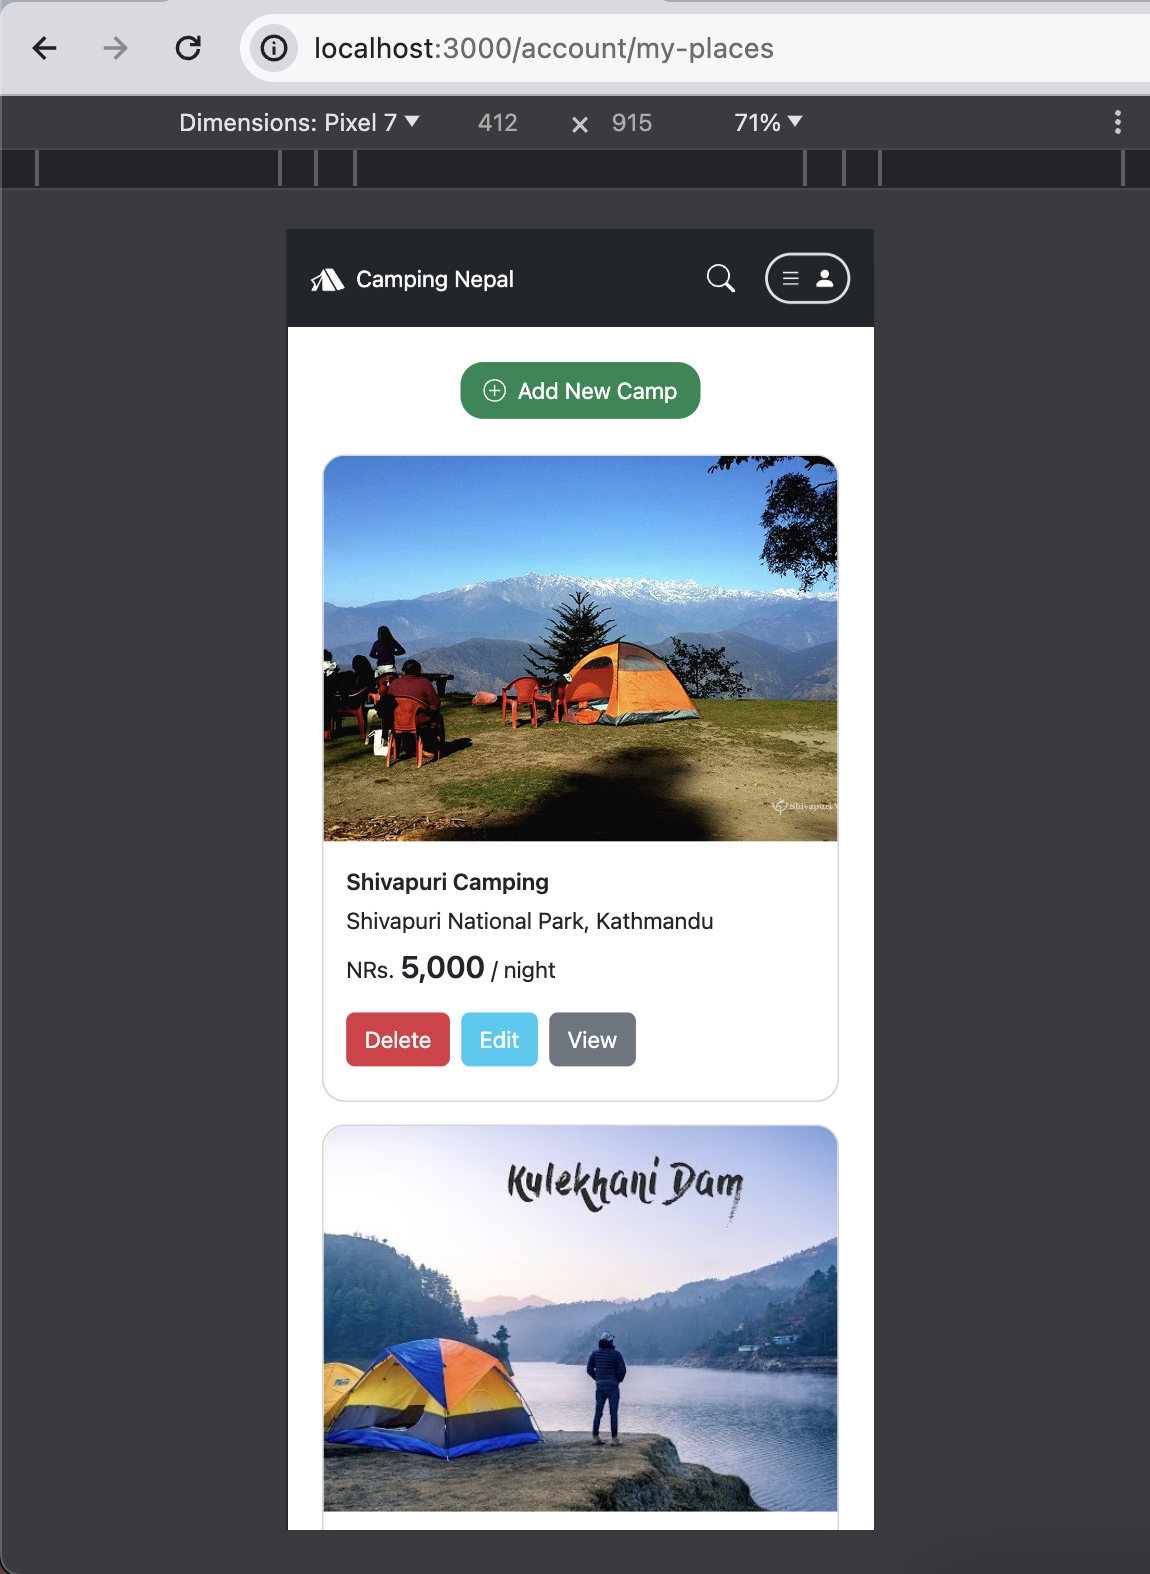 localhost:3000/account/my-places
Dimensions: Pixel 7 412 × 915 71%
Camping Nepal
Add New Camp
Shivapuri
Shivapuri Camping
Shivapuri National Park, Kathmandu
NRs. 5,000 / night
Delete Edit View
Kulekhani Dam